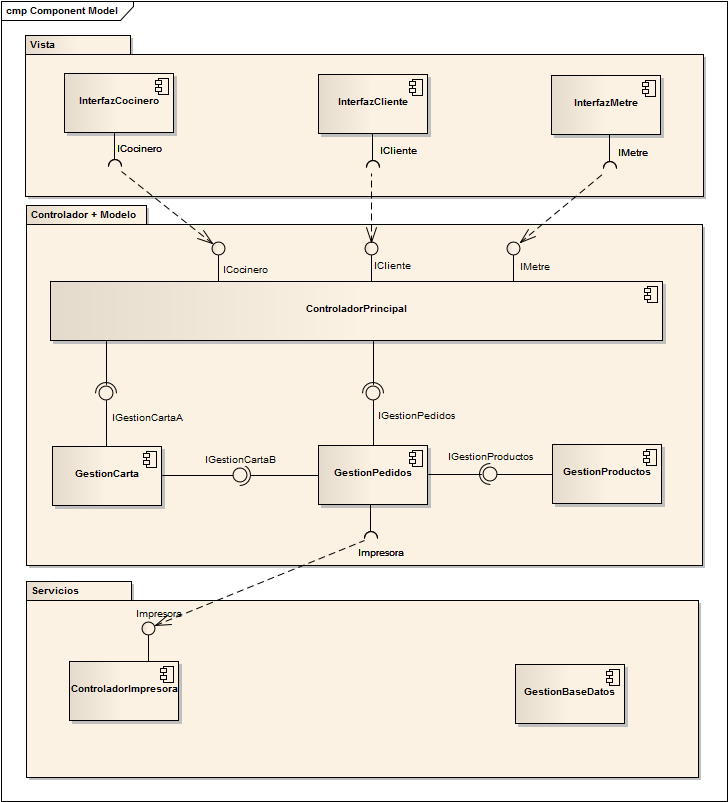 cmp Component Model
Vista
InterfazCocinero
InterfazCliente
InterfazMetre
ICocinero
ICliente
IMetre
Controlador + Modelo
ICocinero
ICliente
IMetre
ControladorPrincipal
IGestionCartaA
IGestionPedidos
IGestionCartaB
IGestionProductos
GestionCarta
GestionPedidos
GestionProductos
Impresora
Servicios
Impresora
ControladorImpresora
GestionBaseDatos